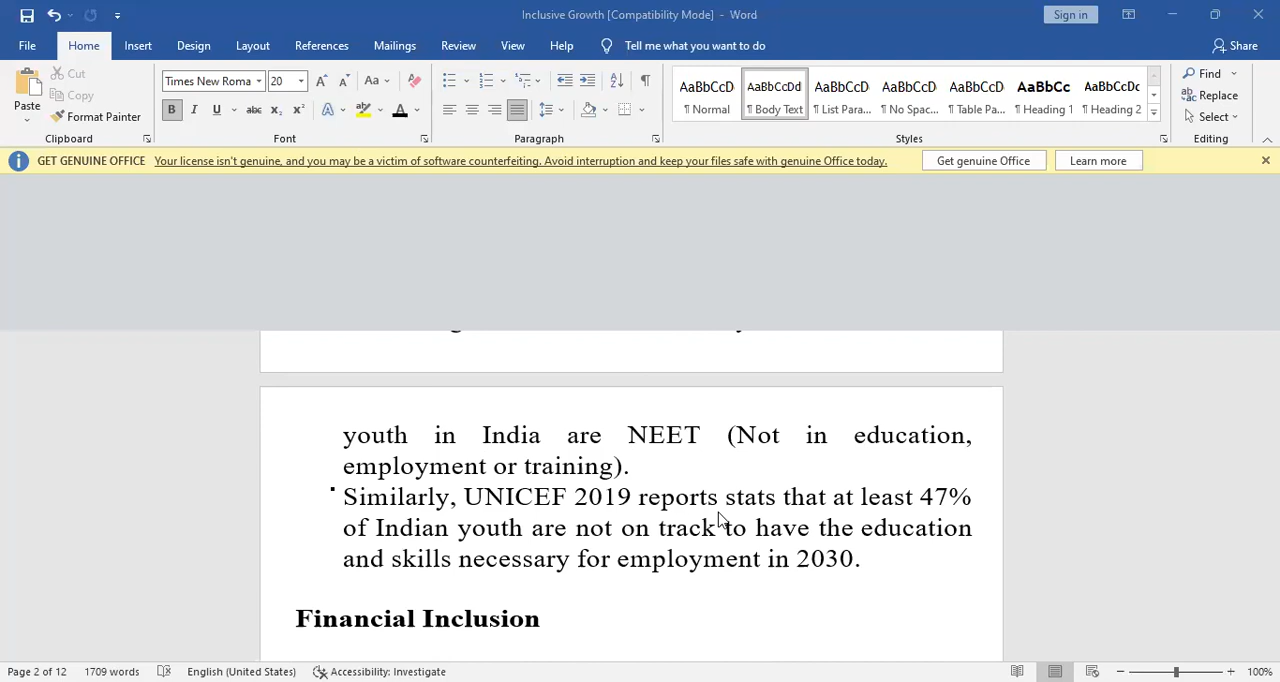 Inclusive Growth [Compatibility Mode] - Word
Sign in
File Home Insert Design Layout References Mailings Review View Help Tell me what you want to do Share
Paste
Cut
Copy
Format Painter
Times New Roma 20
Aa
B I U abc x₂ x² A A
AaBbCcD AaBbCcDd AaBbCcD AaBbCcD AaBbCcD AaBbCc AaBbCcDc
¶ Normal ¶ Body Text ¶ List Para... ¶ No Spac... ¶ Table Pa... ¶ Heading 1 ¶ Heading 2
Find
Replace
Select
Clipboard Font Paragraph Styles Editing
GET GENUINE OFFICE Your license isn't genuine, and you may be a victim of software counterfeiting. Avoid interruption and keep your files safe with genuine Office today. Get genuine Office Learn more
youth in India are NEET (Not in education,
employment or training).
Similarly, UNICEF 2019 reports stats that at least 47%
of Indian youth are not on track to have the education
and skills necessary for employment in 2030.
Financial Inclusion
Page 2 of 12 1709 words English (United States) Accessibility: Investigate 100%